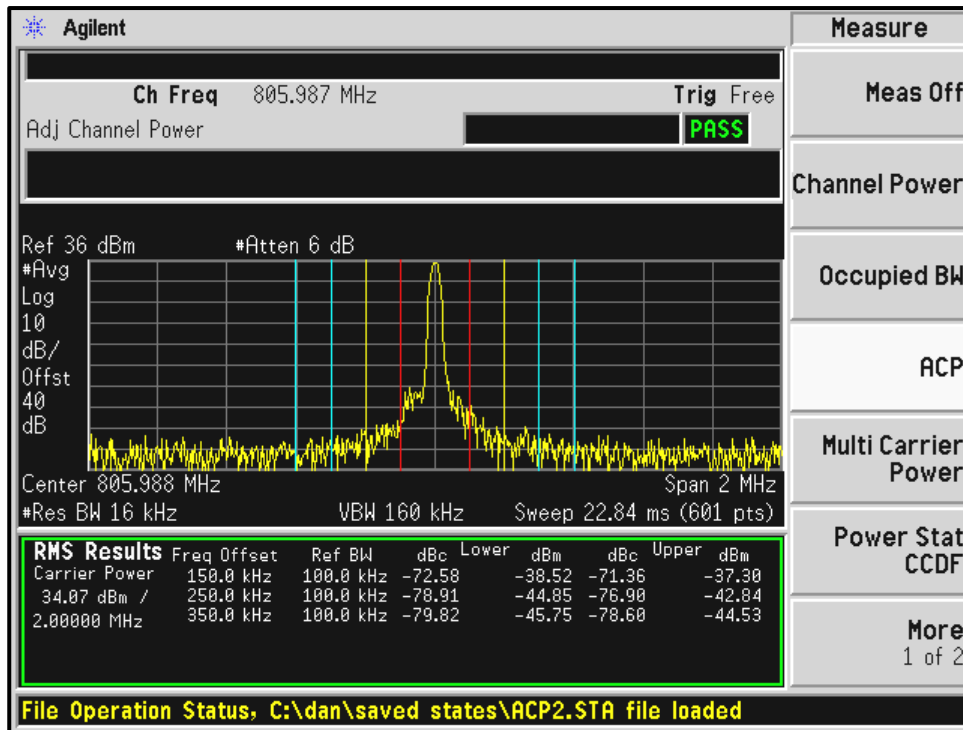 Agilent
Measure
Ch Freq 805.987 MHz Trig Free
Adj Channel Power PASS
Meas Off
Channel Power
Occupied BW
ACP
Multi Carrier
Power
Power Stat
CCDF
More
1 of 2
Ref 36 dBm #Atten 6 dB
#Avg
Log
10
dB/
Offst
40
dB
Center 805.988 MHz Span 2 MHz
#Res BW 16 kHz VBW 160 kHz Sweep 22.84 ms (601 pts)
RMS Results Freq Offset Ref BW dBc Lower dBm dBc Upper dBm
Carrier Power 150.0 kHz 100.0 kHz -72.58 -38.52 -71.36 -37.30
34.07 dBm / 250.0 kHz 100.0 kHz -78.91 -44.85 -76.90 -42.84
2.00000 MHz 350.0 kHz 100.0 kHz -79.82 -45.75 -78.60 -44.53
File Operation Status, C:\dan\saved states\ACP2.STA file loaded